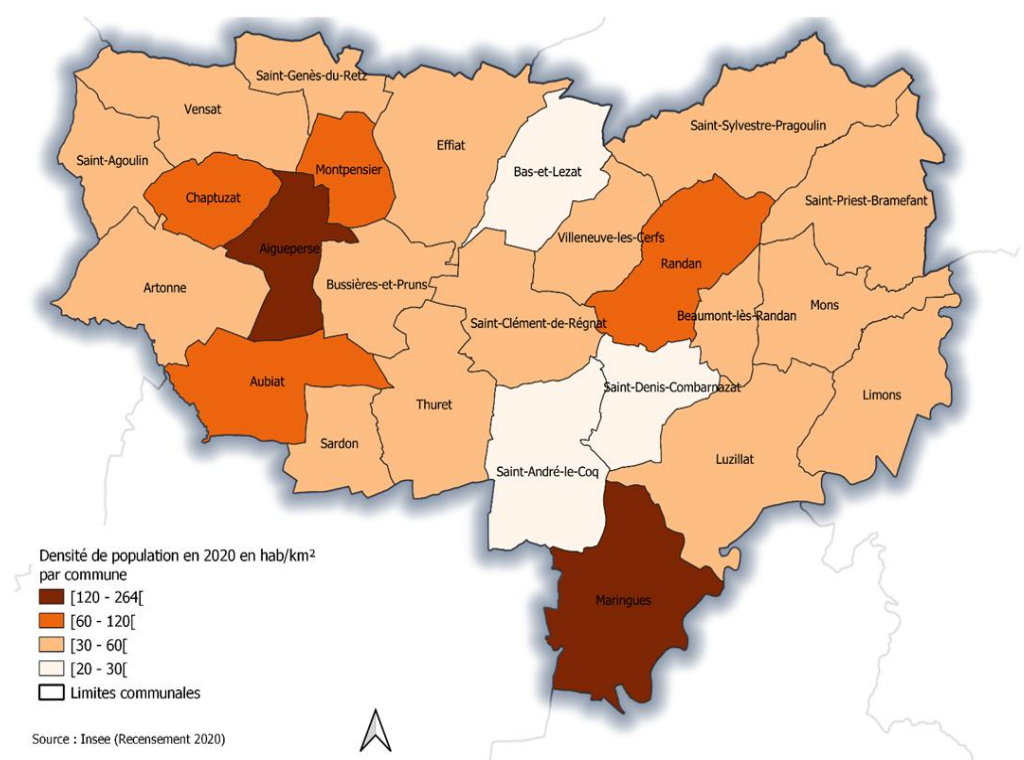 Saint-Genès-du-Retz
Vensat
Saint-Sylvestre-Pragoulin
Effiat
Saint-Agoulin
Montpensier
Bas-et-Lezat
Chaptuzat
Saint-Priest-Bramefant
Villeneuve-les-Cerfs
Aigueperse
Randan
Artonne
Bussières-et-Pruns
Mons
Saint-Clément-de-Régnat
Beaumont-lès-Randan
Aubiat
Saint-Denis-Combarnazat
Limons
Thuret
Sardon
Luzillat
Saint-André-le-Coq
Maringues
Densité de population en 2020 en hab/km²
par commune
[120 - 264[
[60 - 120[
[30 - 60[
[20 - 30[
Limites communales
Source : Insee (Recensement 2020)